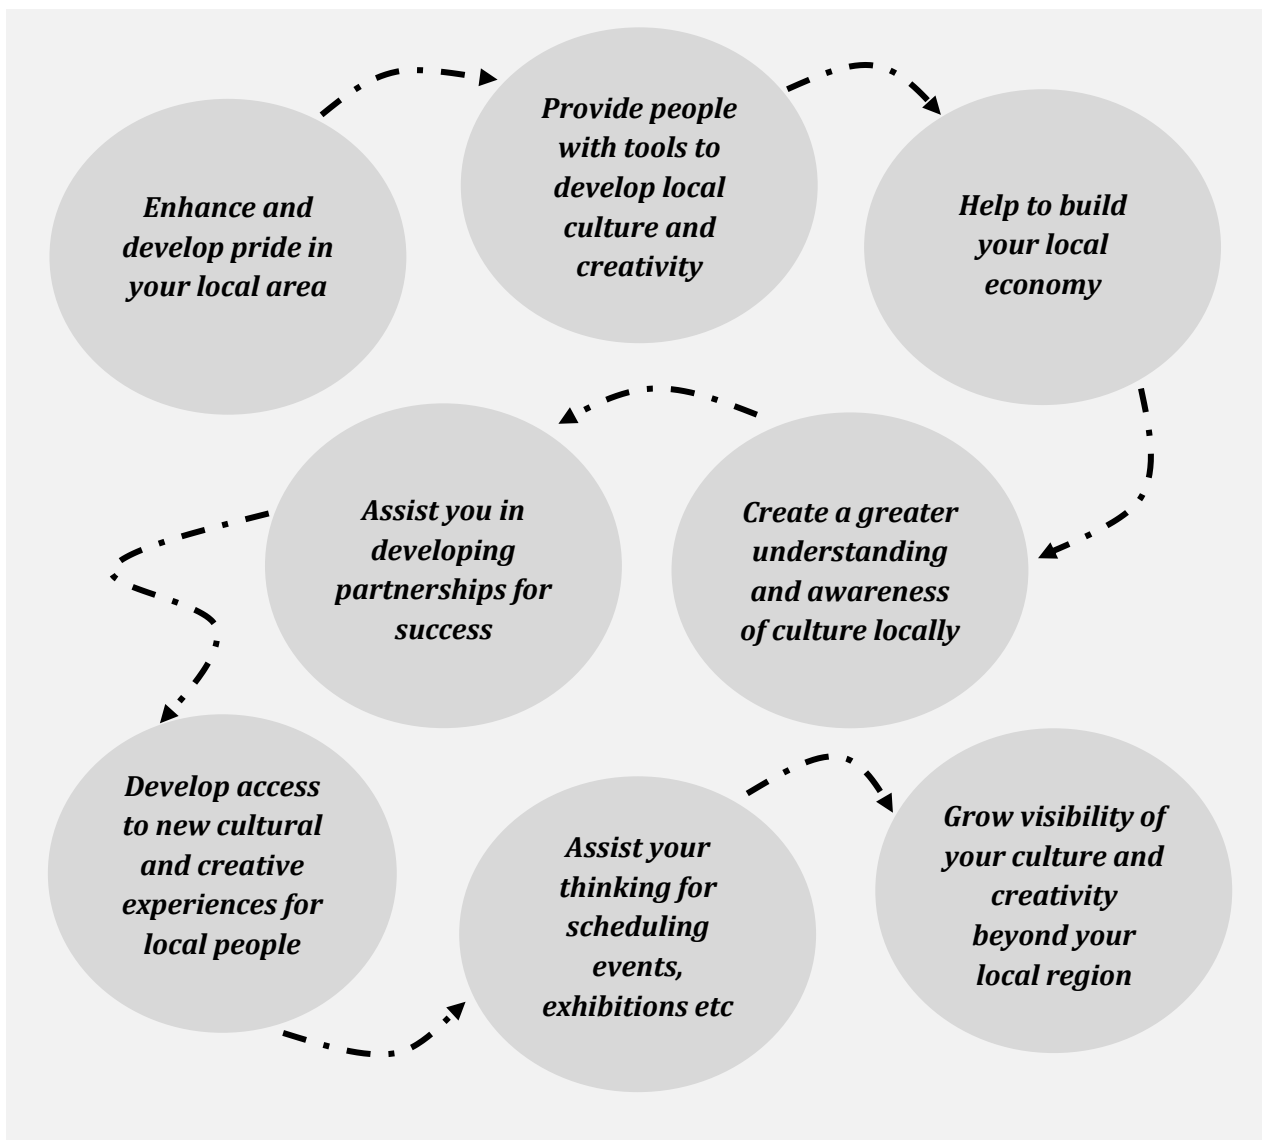 Enhance and
develop pride in
your local area
Provide people
with tools to
develop local
culture and
creativity
Help to build
your local
economy
Create a greater
understanding
and awareness
of culture locally
Assist you in
developing
partnerships for
success
Develop access
to new cultural
and creative
experiences for
local people
Assist your
thinking for
scheduling
events,
exhibitions etc
Grow visibility of
your culture and
creativity
beyond your
local region